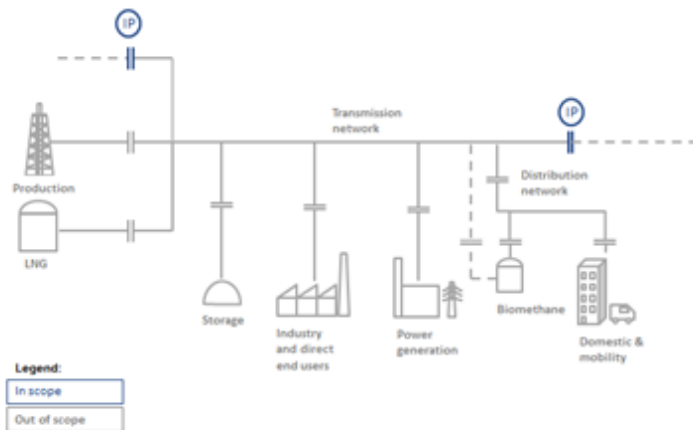 IP
Transmission
network
IP
Production
Distribution
network
LNG
Storage
Industry
and direct
end users
Power
generation
Biomethane
Domestic &
mobility
Legend:
In scope
Out of scope